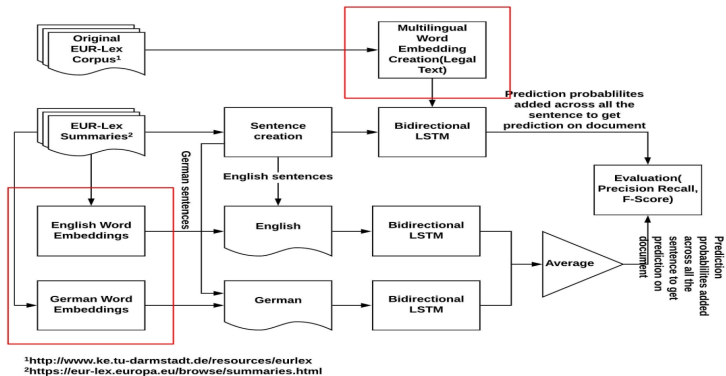 Original
EUR-Lex
Corpus¹
Multilingual
Word
Embedding
Creation(Legal
Text)
EUR-Lex
Summaries²
Sentence
creation
Bidirectional
LSTM
Prediction probablilites
added across all the
sentence to get
prediction on document
German sentences
English sentences
Evaluation(
Precision Recall,
F-Score)
English Word
Embeddings
English
Bidirectional
LSTM
Average
Prediction
probablilites added
across all the
sentence to get
prediction on
document
German Word
Embeddings
German
Bidirectional
LSTM
¹http://www.ke.tu-darmstadt.de/resources/eurlex
²https://eur-lex.europa.eu/browse/summaries.html